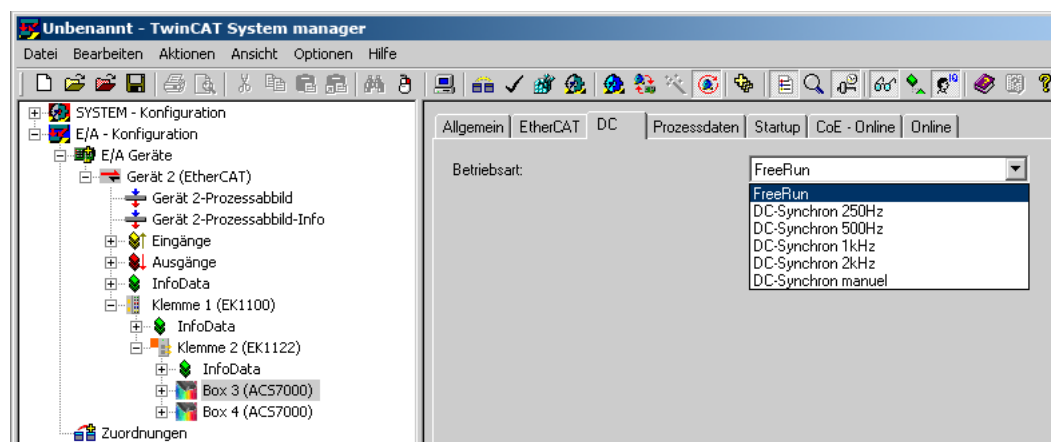 Unbenannt - TwinCAT System manager
Datei Bearbeiten Aktionen Ansicht Optionen Hilfe
SYSTEM - Konfiguration
E/A - Konfiguration
E/A Geräte
Gerät 2 (EtherCAT)
Gerät 2-Prozessabbild
Gerät 2-Prozessabbild-Info
Eingänge
Ausgänge
InfoData
Klemme 1 (EK1100)
InfoData
Klemme 2 (EK1122)
InfoData
Box 3 (ACS7000)
Box 4 (ACS7000)
Zuordnungen
Allgemein EtherCAT DC Prozessdaten Startup CoE - Online Online
Betriebsart: FreeRun
FreeRun
DC-Synchron 250Hz
DC-Synchron 500Hz
DC-Synchron 1kHz
DC-Synchron 2kHz
DC-Synchron manuel